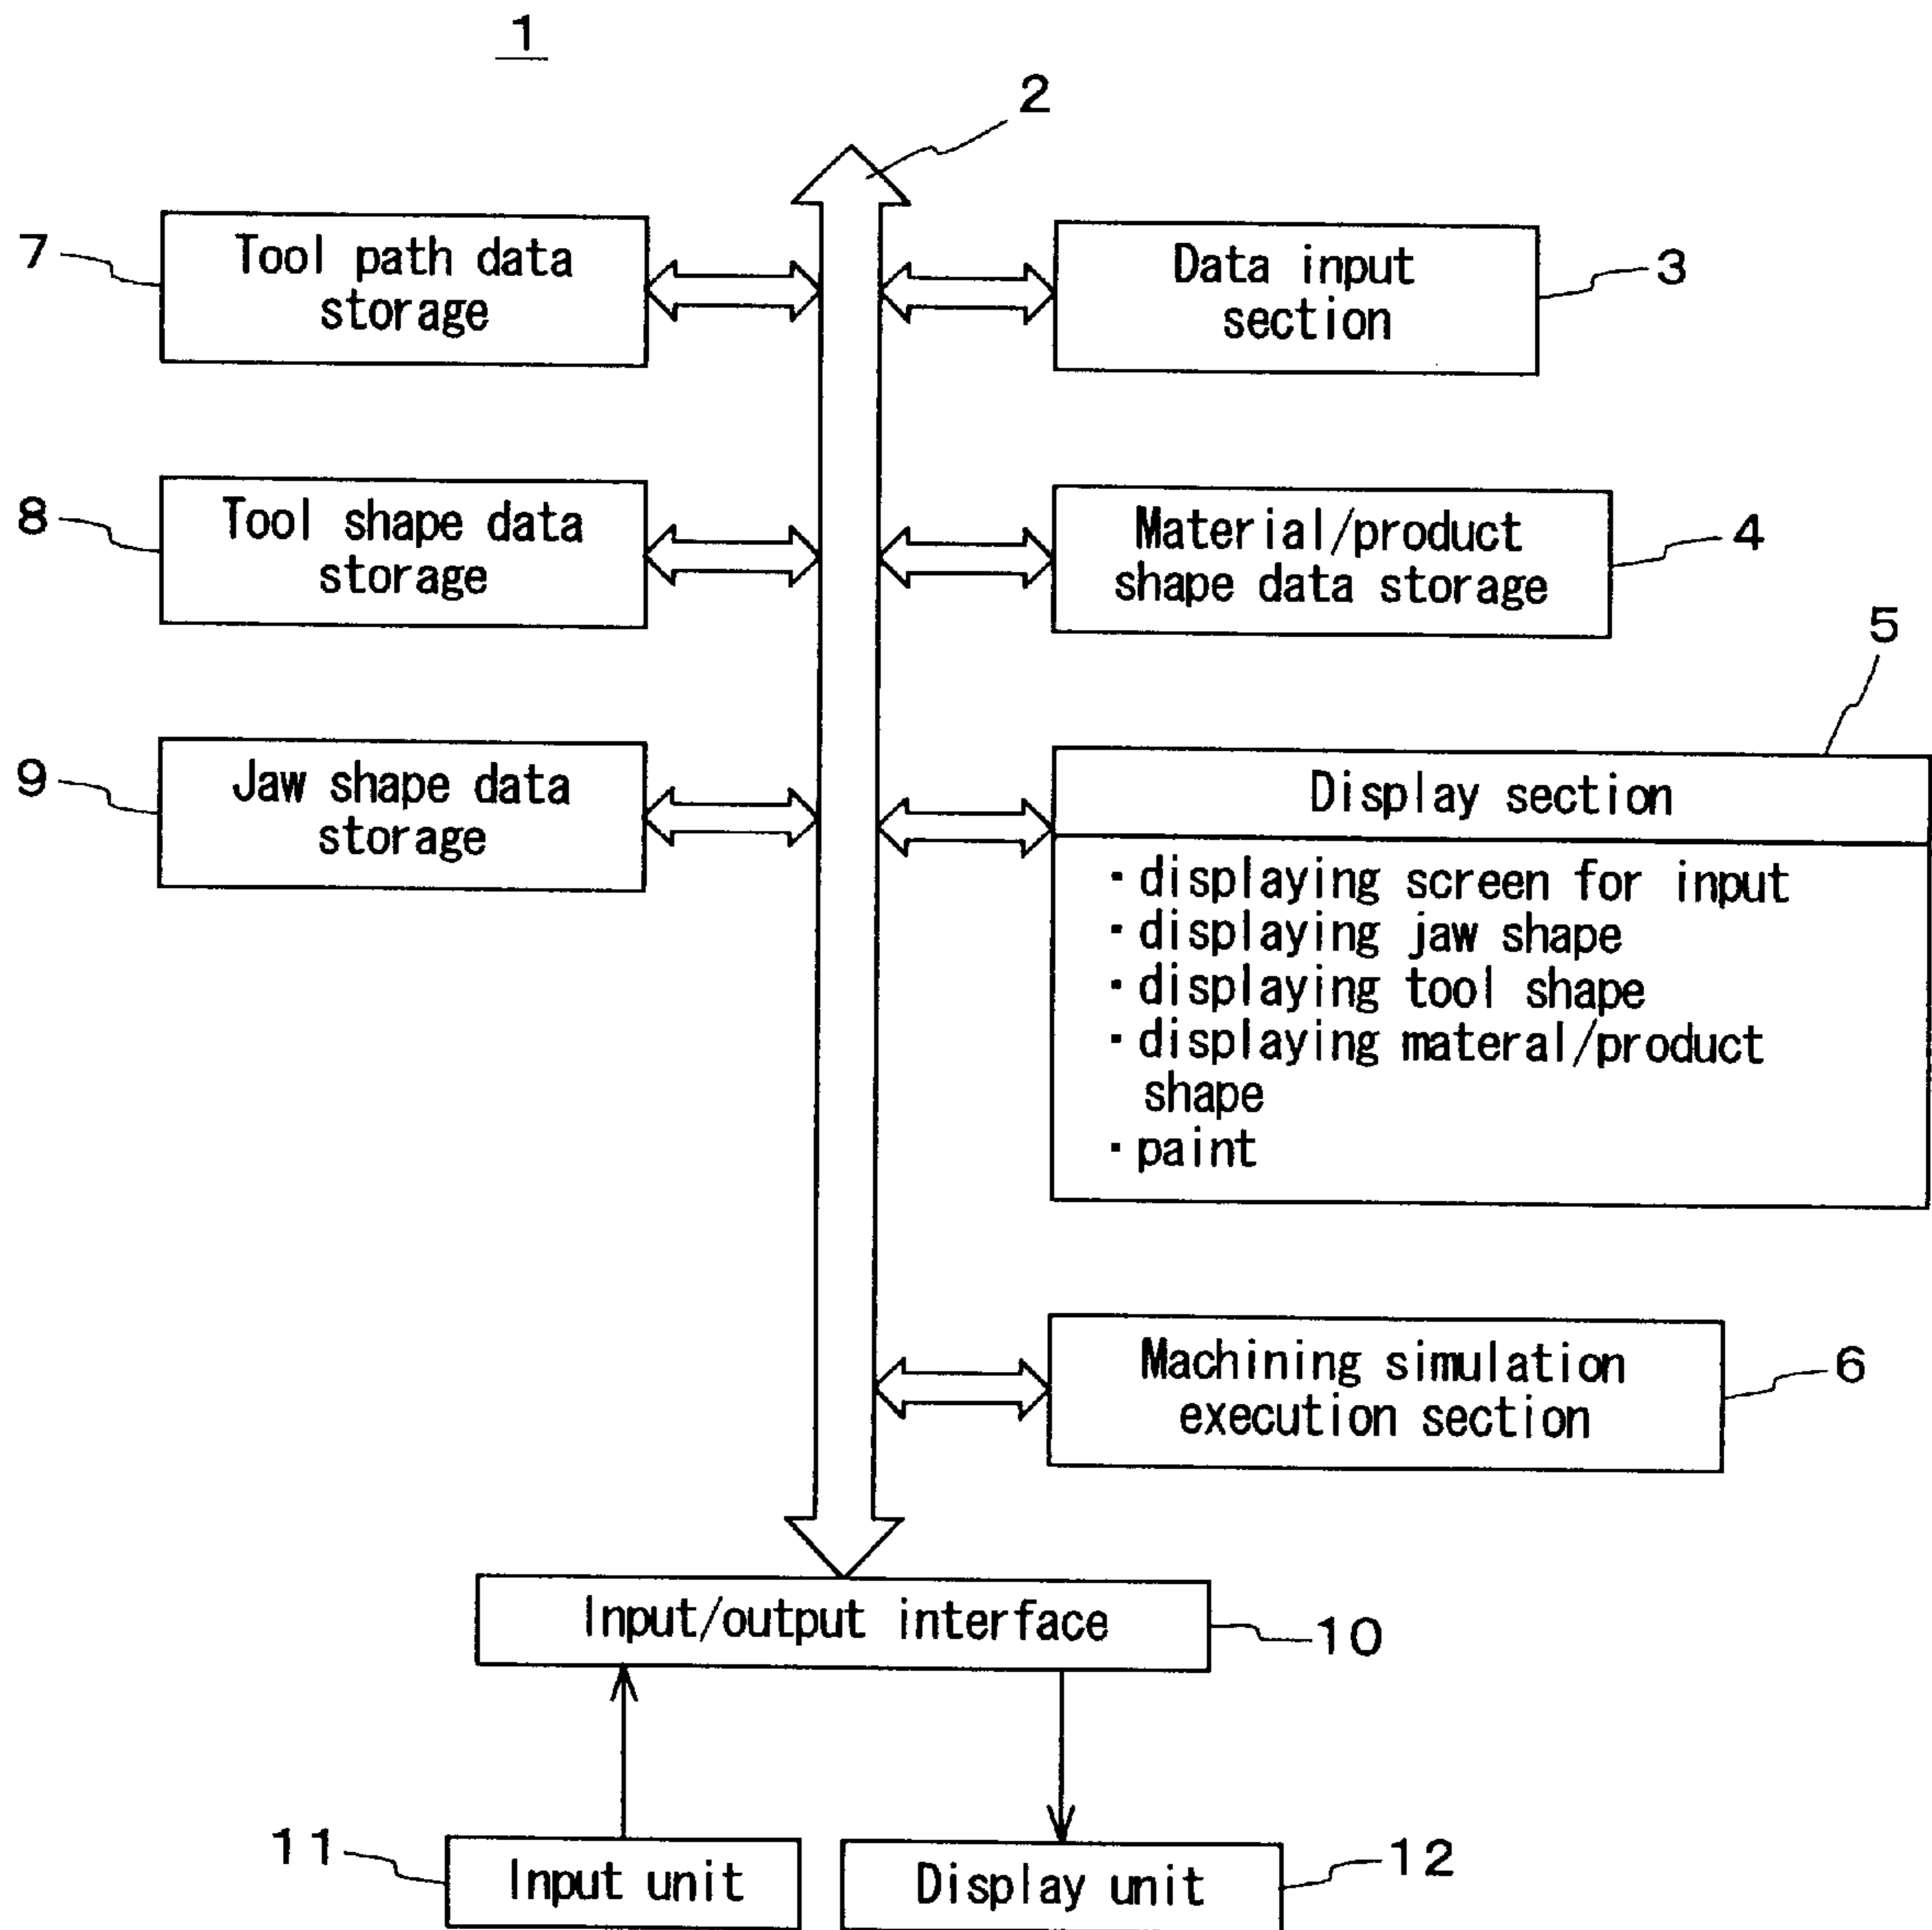 1
2
7
Tool path data
storage
Data input
section
3
8
Tool shape data
storage
Material/product
shape data storage
4
5
9
Jaw shape data
storage
Display section
・displaying screen for input
・displaying jaw shape
・displaying tool shape
・displaying materal/product
shape
・paint
Machining simulation
execution section
6
Input/output interface
10
11
Input unit
Display unit
12